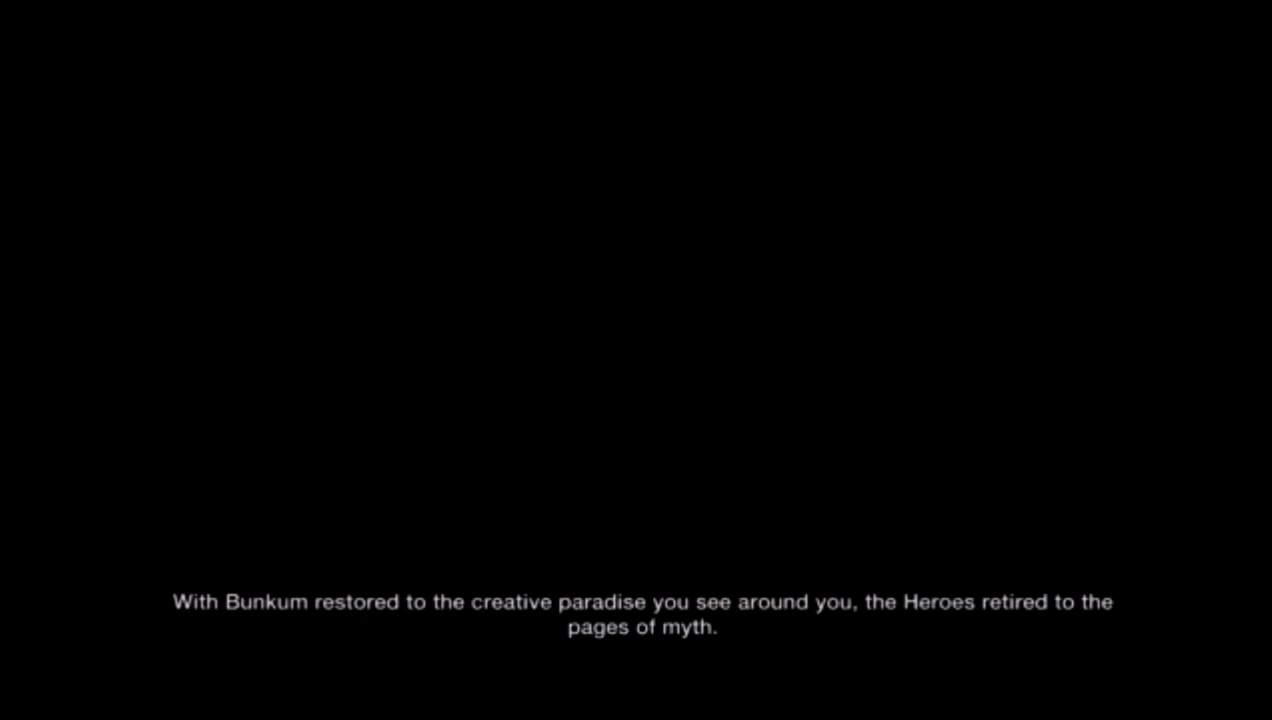 With Bunkum restored to the creative paradise you see around you, the Heroes retired to the
pages of myth.